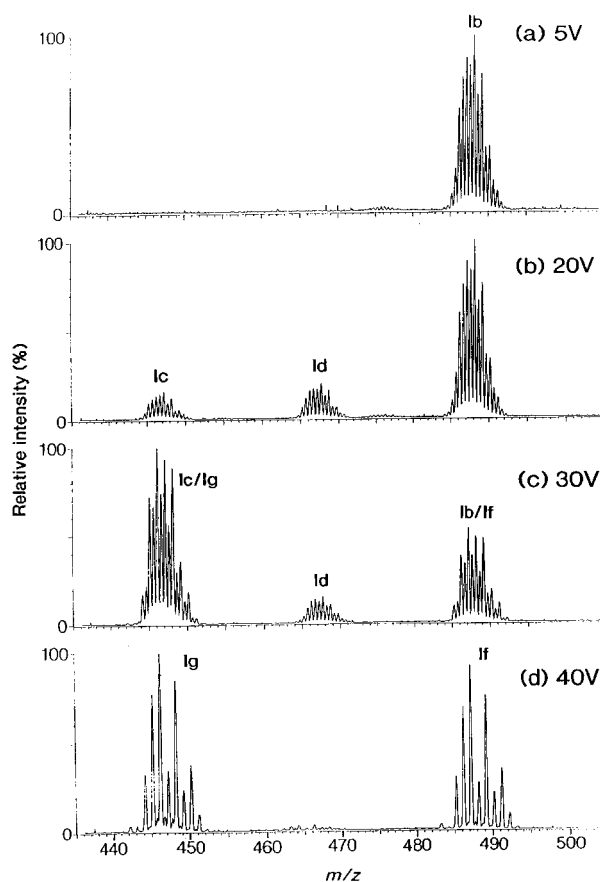 Ib
(a) 5V
100
0
100
(b) 20V
Ic
Id
0
Relative intensity (%)
100
Ic/Ig
(c) 30V
Ib/If
Id
0
100
Ig
If
(d) 40V
0
440 450 460 470 480 490 500
m/z